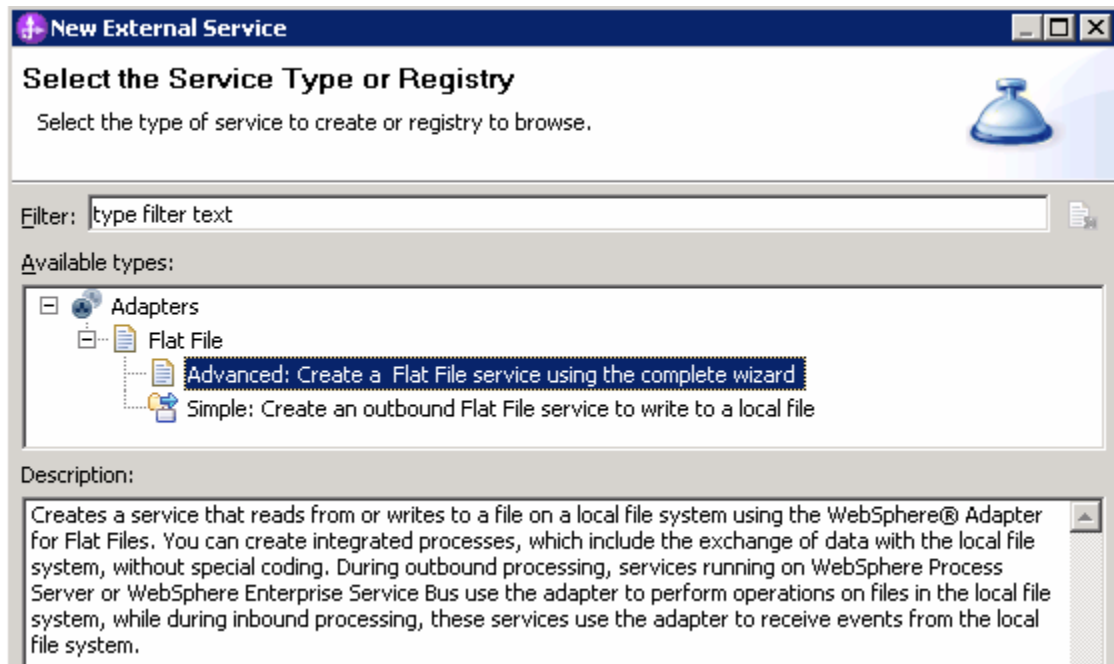 New External Service
Select the Service Type or Registry
Select the type of service to create or registry to browse.
Filter: type filter text
Available types:
Adapters
Flat File
Advanced: Create a  Flat File service using the complete wizard
Simple: Create an outbound Flat File service to write to a local file
Description:
Creates a service that reads from or writes to a file on a local file system using the WebSphere® Adapter
for Flat Files. You can create integrated processes, which include the exchange of data with the local file
system, without special coding. During outbound processing, services running on WebSphere Process
Server or WebSphere Enterprise Service Bus use the adapter to perform operations on files in the local file
system, while during inbound processing, these services use the adapter to receive events from the local
file system.